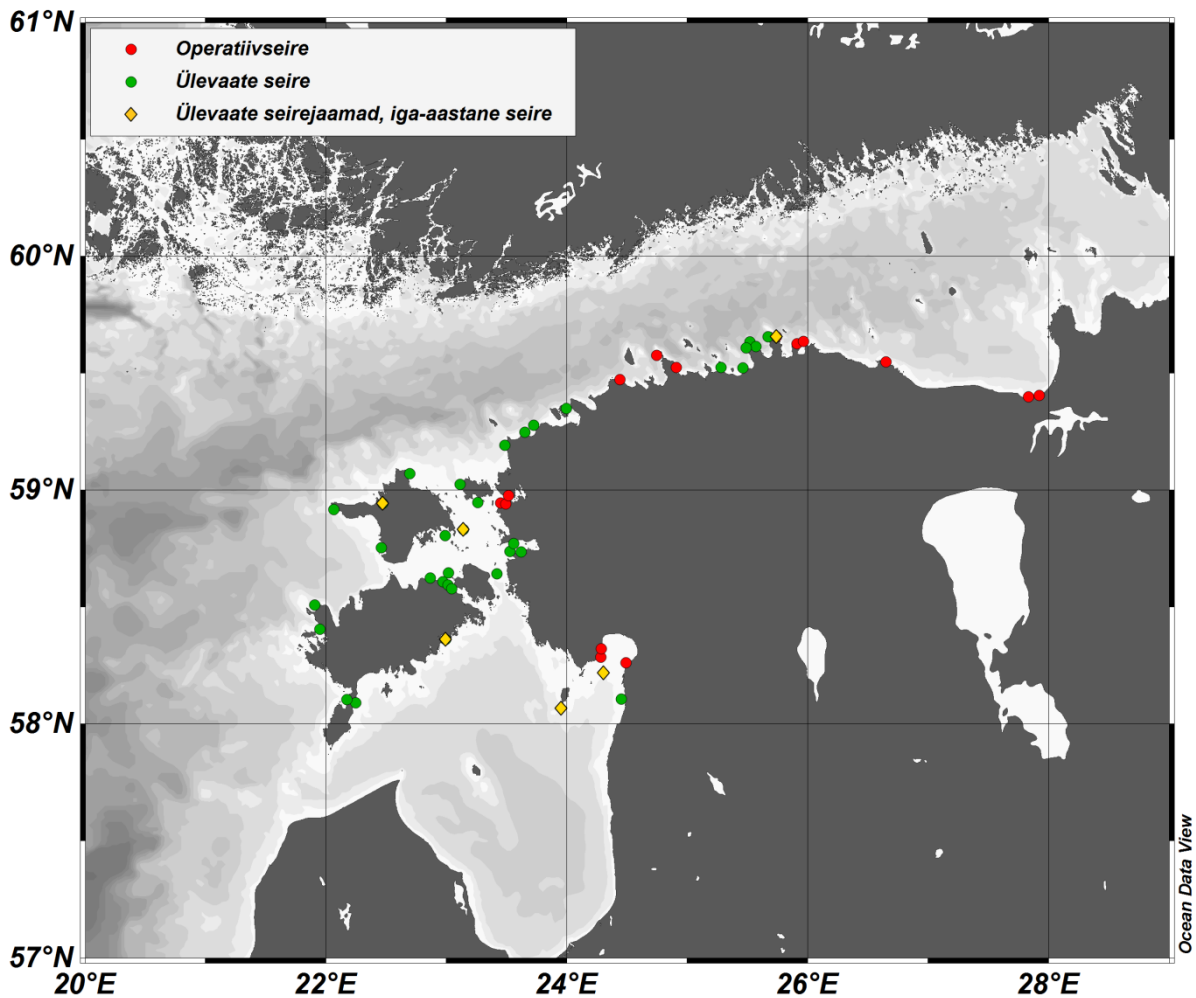 61°N
Operatiivseire
Ülevaate seire
Ülevaate seirejaamad, iga-aastane seire
60°N
59°N
58°N
57°N
20°E
22°E
24°E
26°E
28°E
Ocean Data View